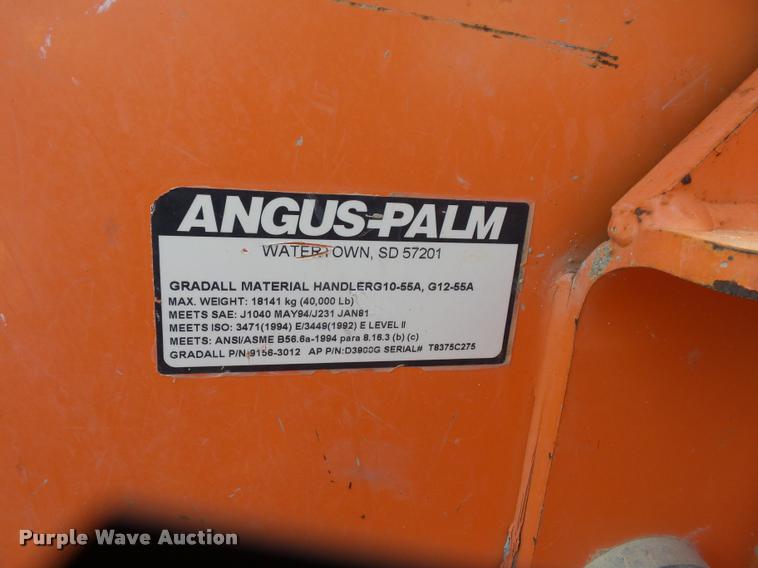 ANGUS-PALM
WATERTOWN, SD 57201
GRADALL MATERIAL HANDLERG10-55A, G12-55A
MAX. WEIGHT: 18141 kg (40,000 Lb)
MEETS SAE: J1040 MAY94/J231 JAN81
MEETS ISO: 3471(1994) E/3449(1992) E LEVEL II
MEETS: ANSI/ASME B56.6a-1994 para 8.16.3 (b) (c)
GRADALL P/N 9156-3012 AP P/N: SERIAL# T8375C275
Purple Wave Auction